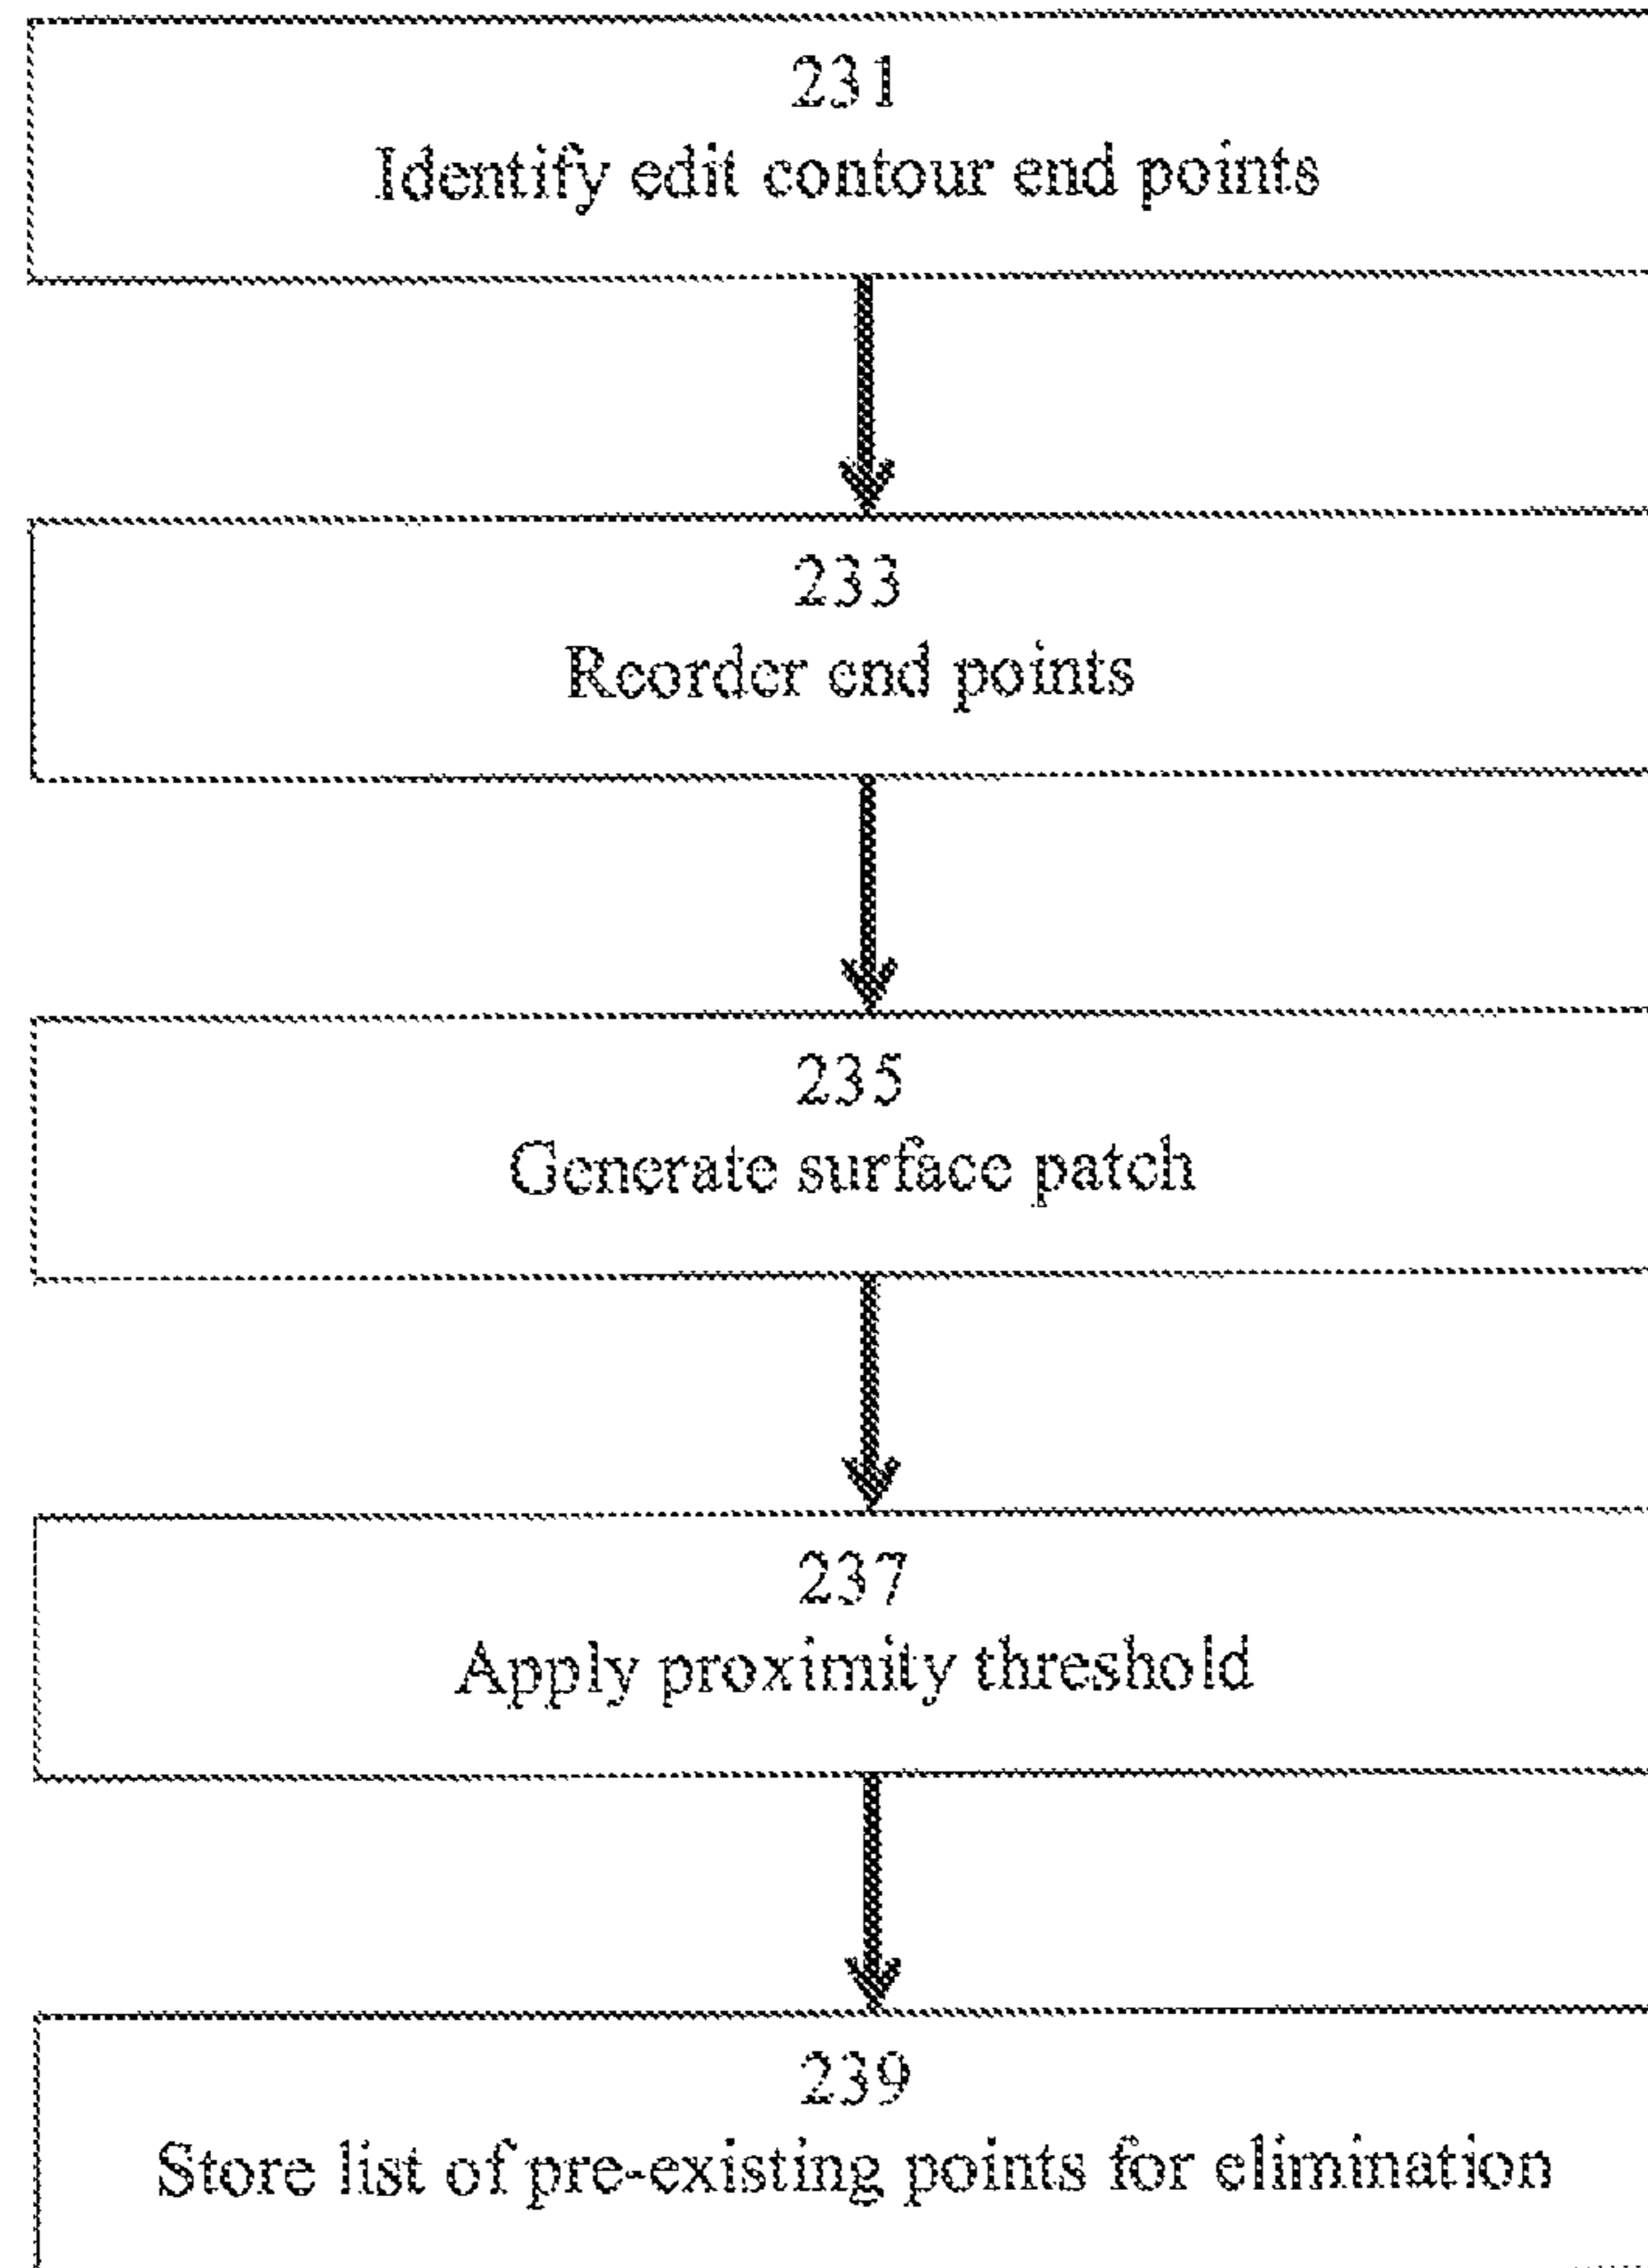 231
Identify edit contour end points
233
Reorder end points
235
Generate surface patch
237
Apply proximity threshold
239
Store list of pre-existing points for elimination